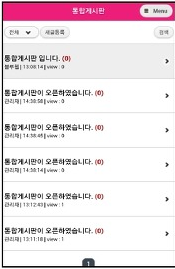 통합게시판
Menu
전체
새글등록
검색
통합게시판 입니다. (0)
블루웹 | 13:08:14 || view : 0
통합게시판이 오픈하였습니다. (0)
관리자 | 14:38:58 || view : 0
통합게시판이 오픈하였습니다. (0)
관리자 | 14:38:46 || view : 0
통합게시판이 오픈하였습니다. (0)
관리자 | 14:38:14 || view : 0
통합게시판이 오픈하였습니다. (0)
관리자 | 13:12:43 || view : 1
통합게시판이 오픈하였습니다. (0)
관리자 | 13:11:18 || view : 1
1